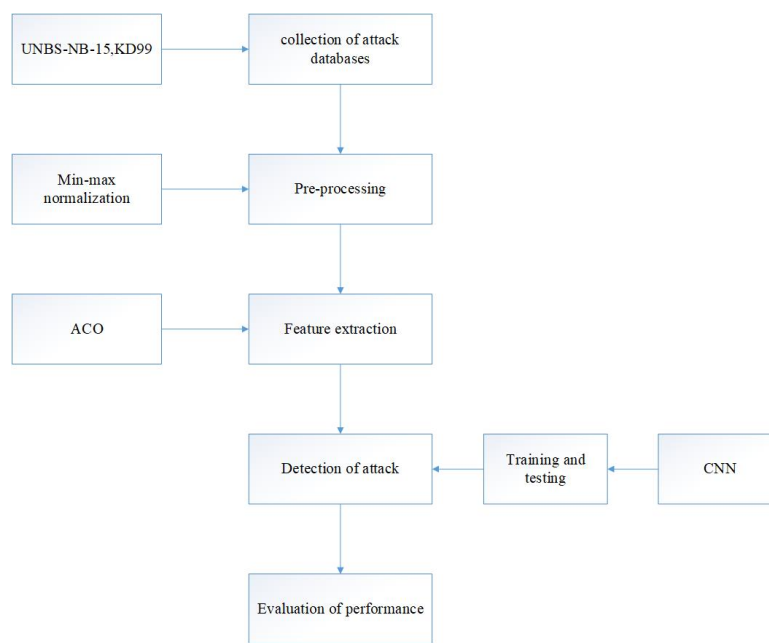 UNBS-NB-15,KD99
collection of attack
databases
Min-max
normalization
Pre-processing
ACO
Feature extraction
Detection of attack
Training and
testing
CNN
Evaluation of performance